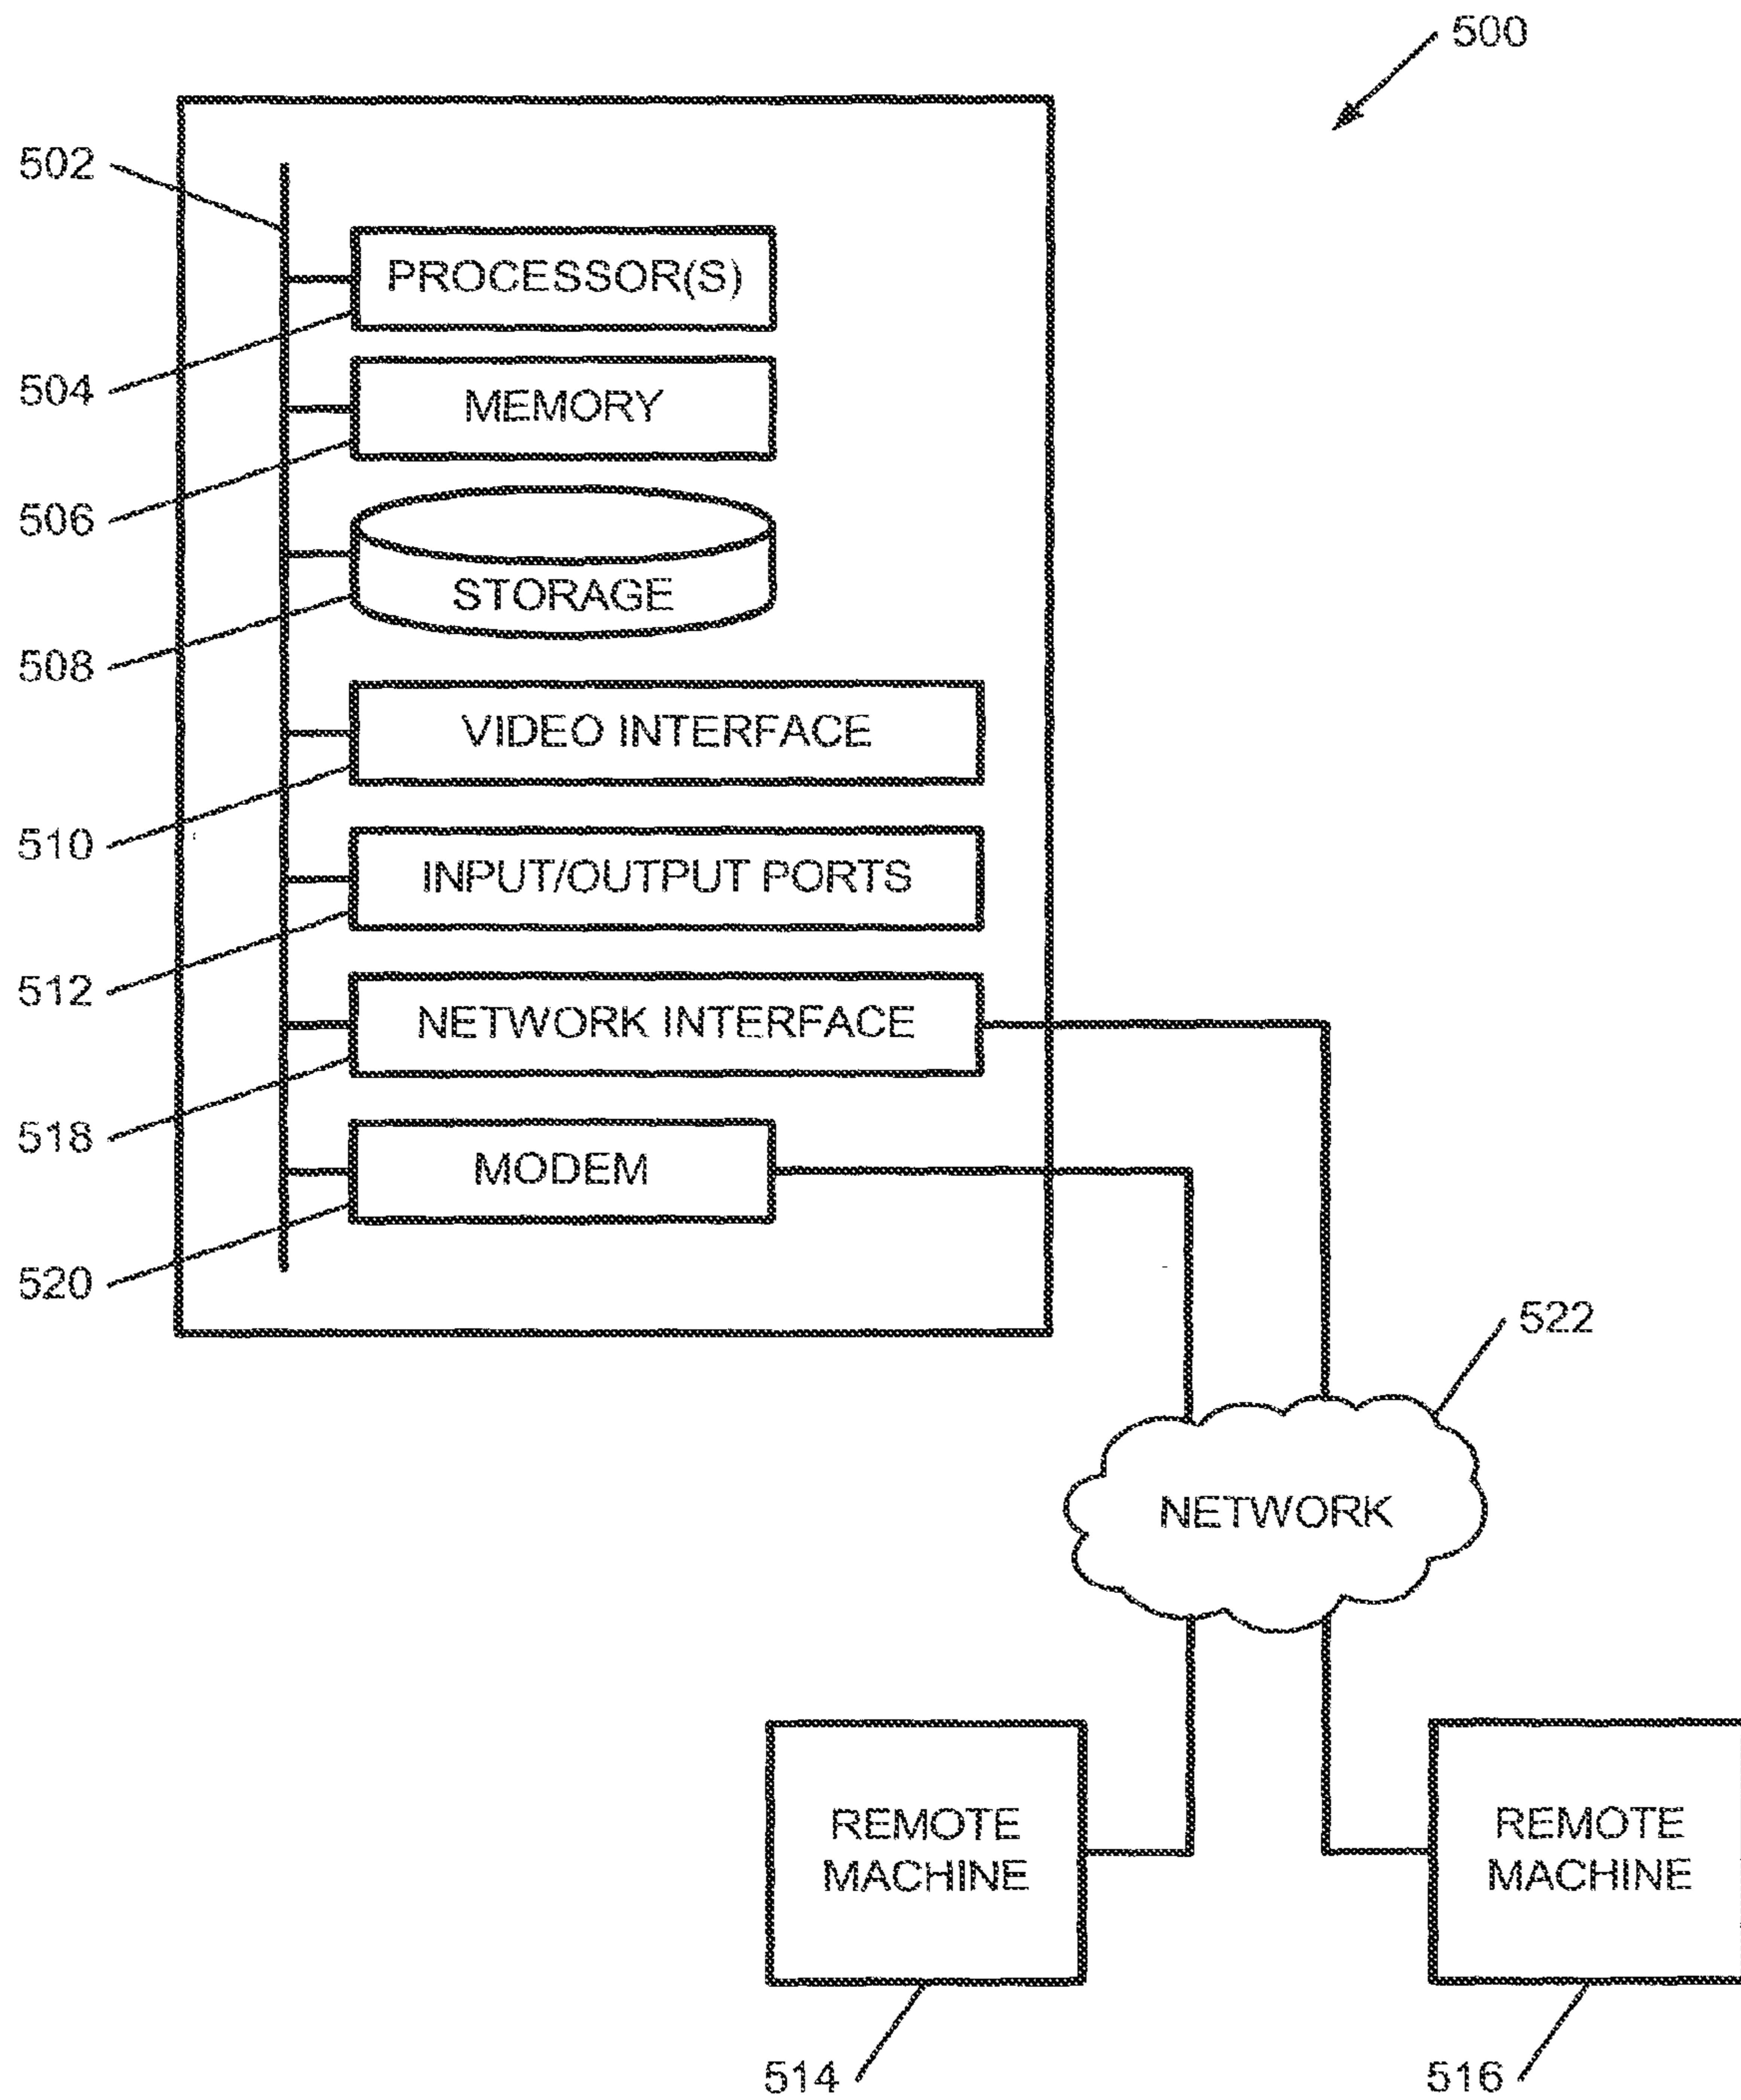 500
502
PROCESSOR(S)
504
MEMORY
506
STORAGE
508
VIDEO INTERFACE
510
INPUT/OUTPUT PORTS
512
NETWORK INTERFACE
518
MODEM
520
522
NETWORK
REMOTE
MACHINE
REMOTE
MACHINE
514
516